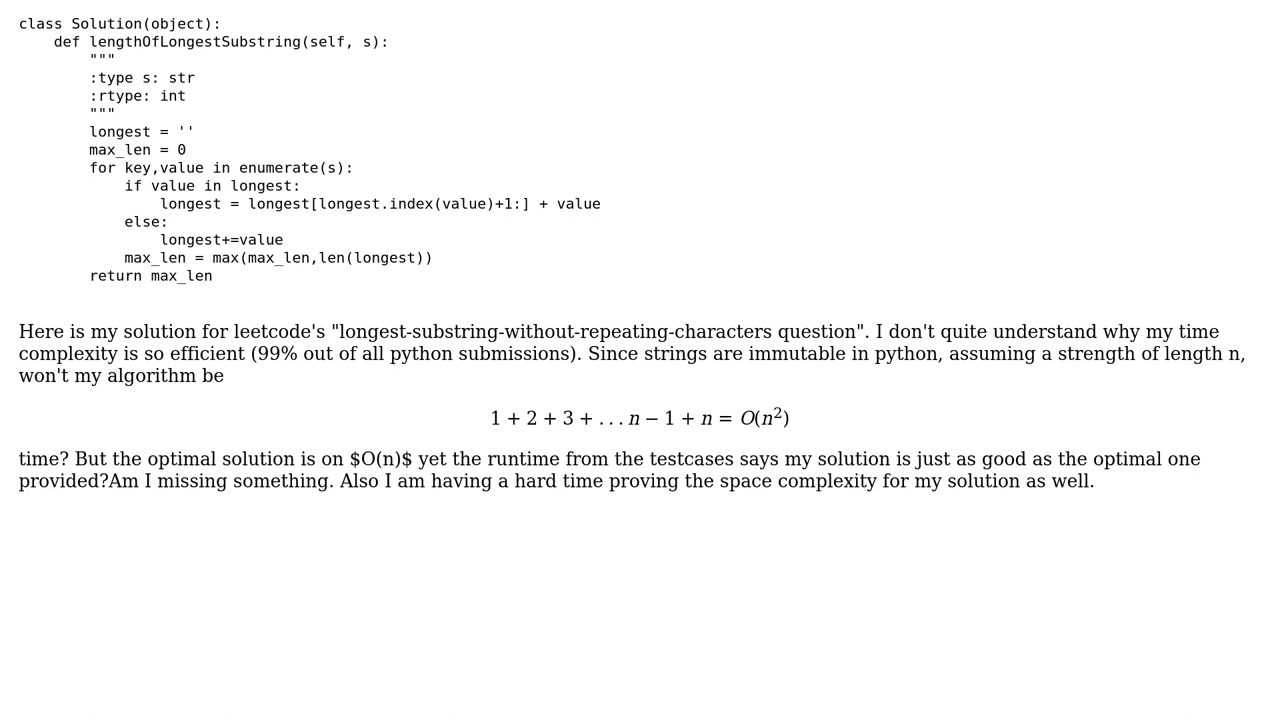 class Solution(object):
    def lengthOfLongestSubstring(self, s):
        """
        :type s: str
        :rtype: int
        """
        longest = ''
        max_len = 0
        for key,value in enumerate(s):
            if value in longest:
                longest = longest[longest.index(value)+1:] + value
            else:
                longest+=value
            max_len = max(max_len,len(longest))
        return max_len
Here is my solution for leetcode's "longest-substring-without-repeating-characters question". I don't quite understand why my time
complexity is so efficient (99% out of all python submissions). Since strings are immutable in python, assuming a strength of length n,
won't my algorithm be
1 + 2 + 3 + . . . n − 1 + n = O(n²)
time? But the optimal solution is on $O(n)$ yet the runtime from the testcases says my solution is just as good as the optimal one
provided?Am I missing something. Also I am having a hard time proving the space complexity for my solution as well.